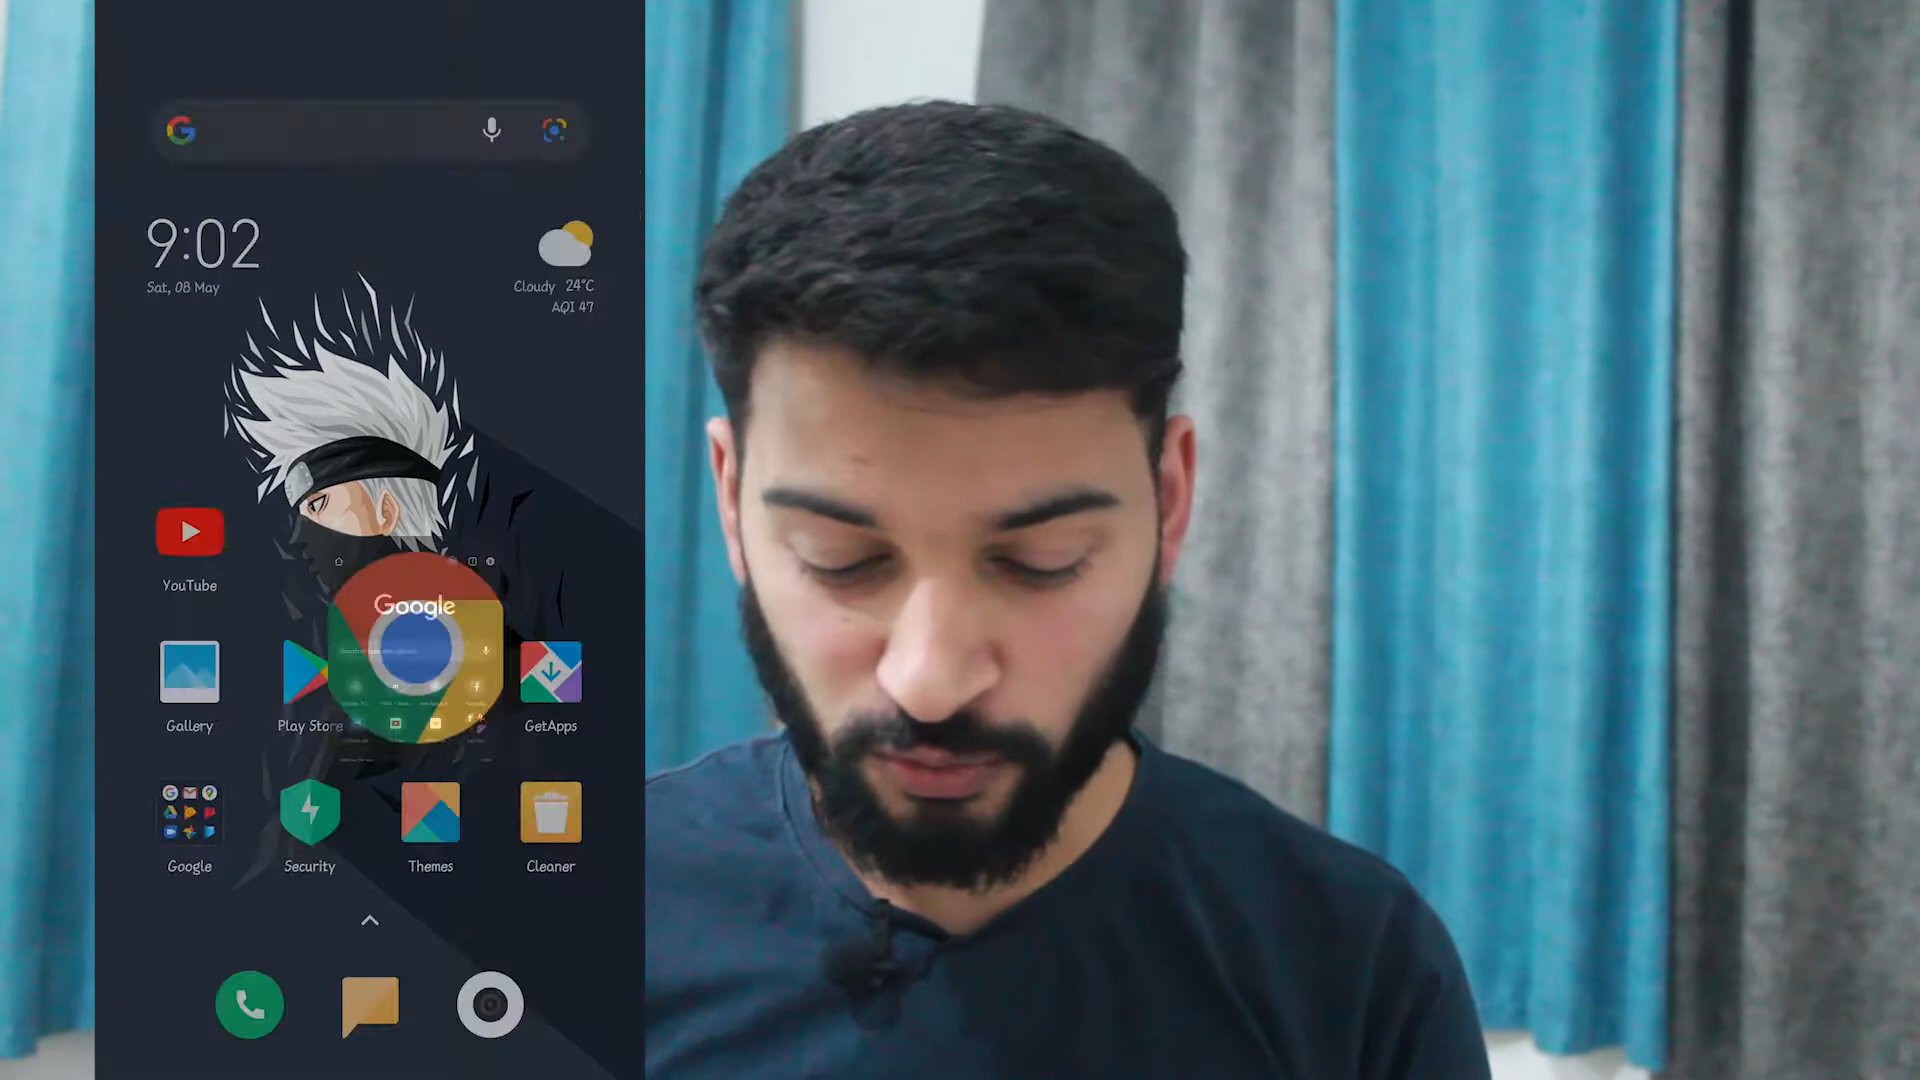 9:02
Sat, 08 May
Cloudy 24°C
AQI 47
YouTube
Google
Gallery
Play Store
GetApps
Google
Security
Themes
Cleaner